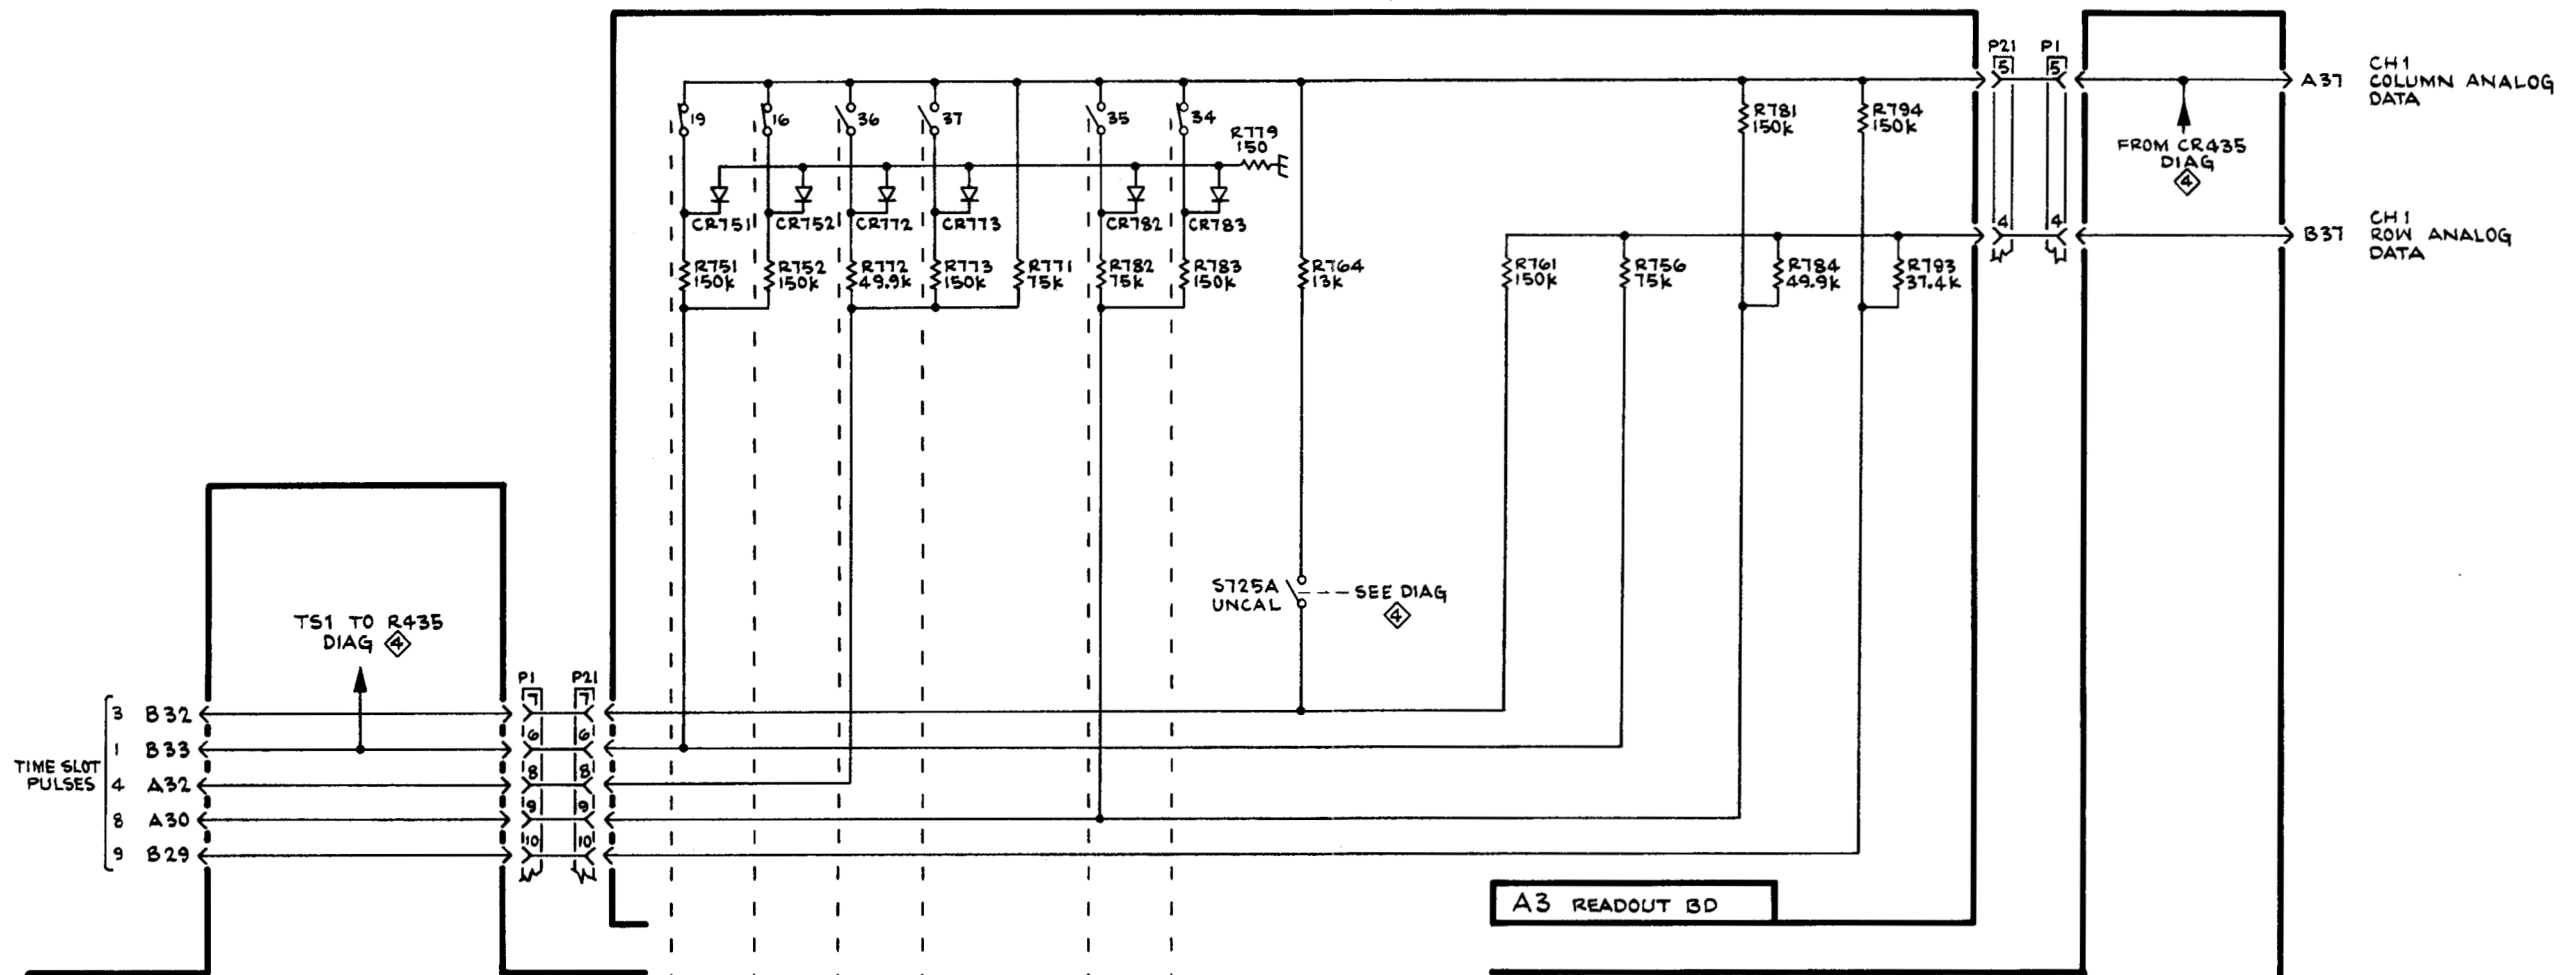 P21 P1
5 5
A37
CH1
COLUMN ANALOG
DATA
19
16
36
37
35
34
R779
150
R781
150K
R794
150K
FROM CR435
DIAG
4
CR751
CR752
CR772
CR773
CR782
CR783
4 4
B37
CH1
ROW ANALOG
DATA
R751
150K
R752
150K
R772
49.9K
R773
150K
R771
75K
R782
75K
R783
150K
R764
13K
R761
150K
R756
75K
R784
49.9K
R793
37.4K
S725A
UNCAL
SEE DIAG
4
TS1 TO R435
DIAG 4
P1 P21
TIME SLOT
PULSES
3 B32 7 7
1 B33 6 6
4 A32 8 8
8 A30 9 9
9 B29 10 10
A3 READOUT BD